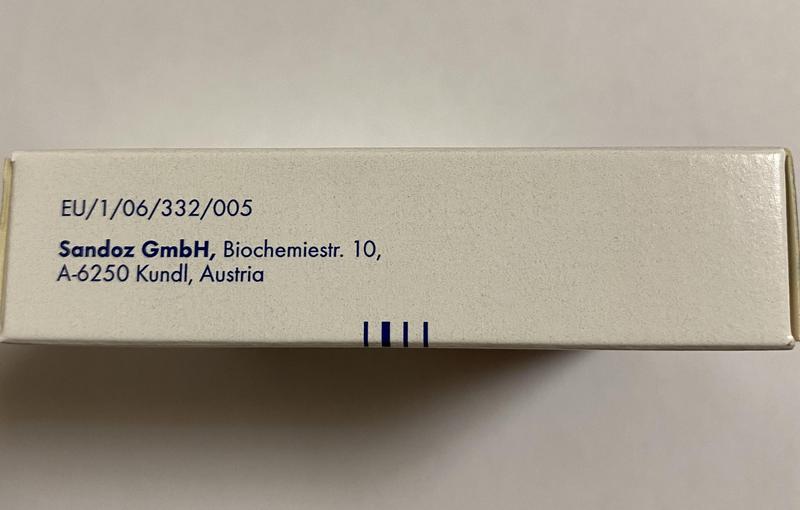 EU/1/06/332/005
Sandoz GmbH, Biochemiestr. 10,
A-6250 Kundl, Austria